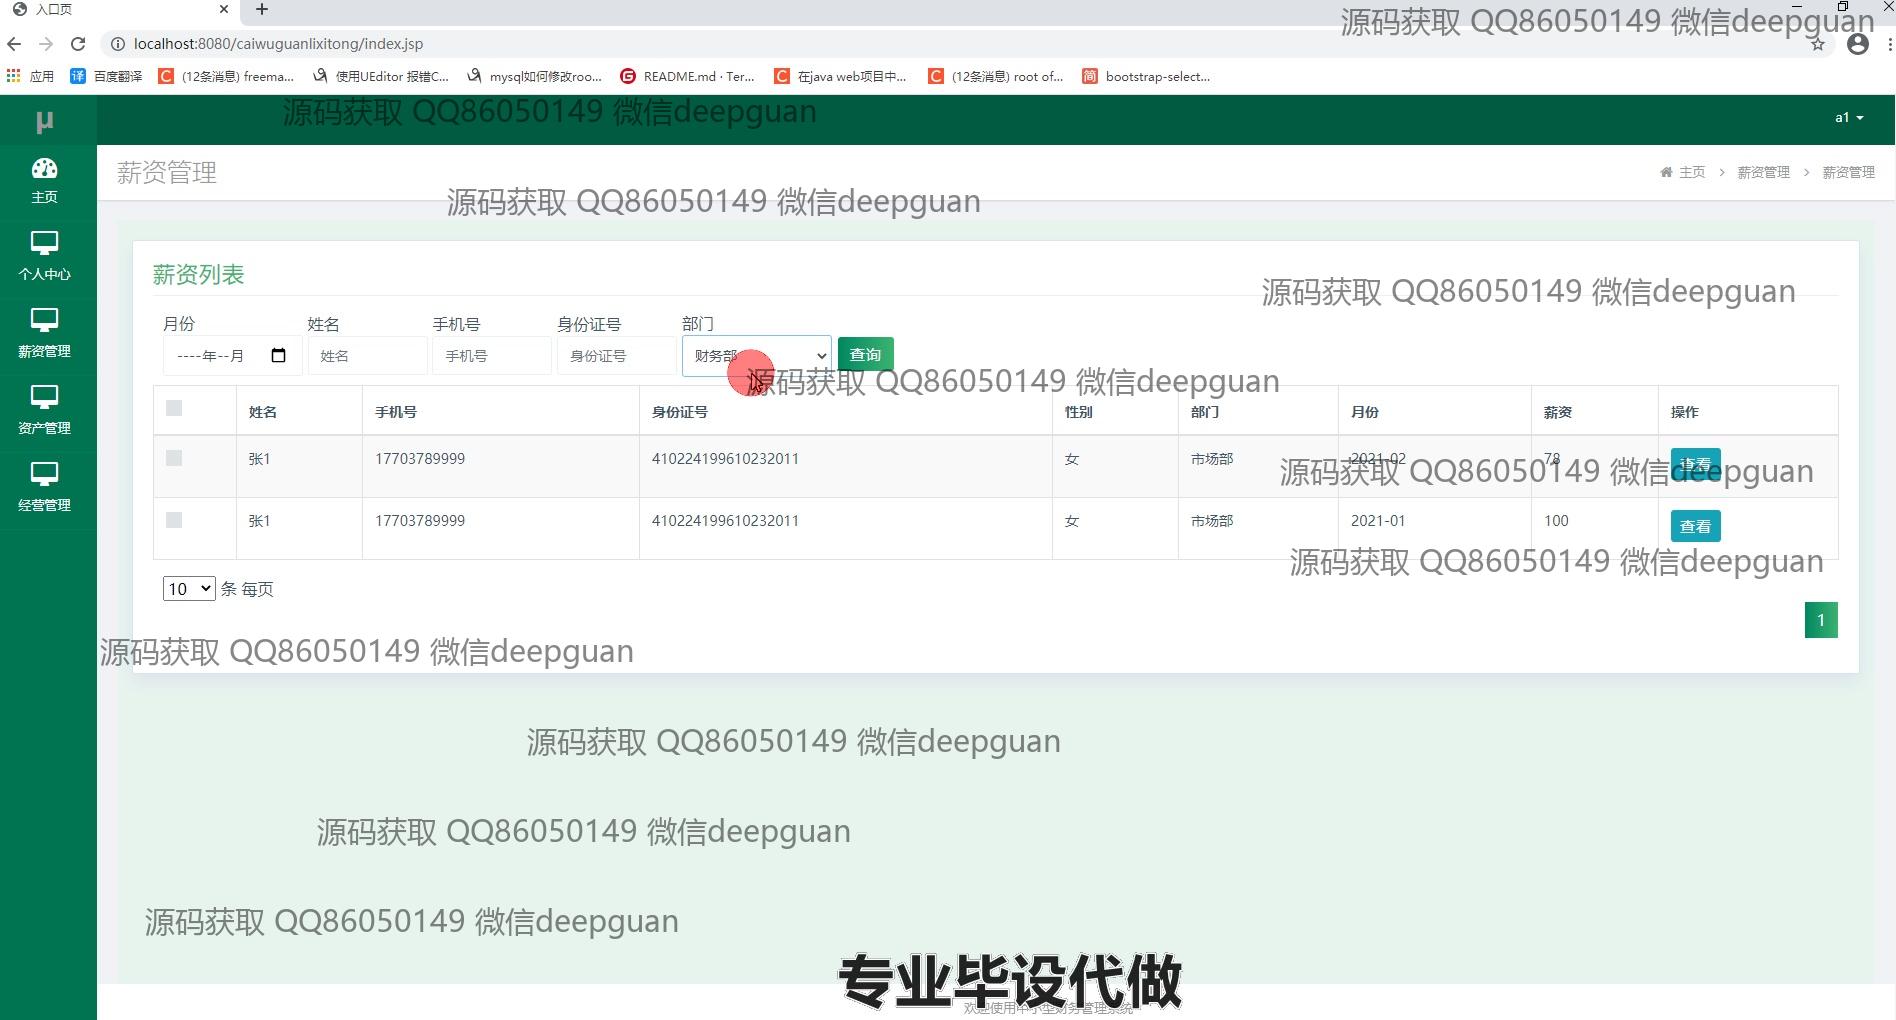 入口页
源码获取 QQ86050149 微信deepguan
localhost:8080/caiwuguanlixitong/index.jsp
应用 百度翻译 (12条消息) freema... 使用UEditor 报错C... mysql如何修改roo... README.md · Ter... 在java web项目中... (12条消息) root of... bootstrap-select...
源码获取 QQ86050149 微信deepguan
μ
a1
主页
薪资管理
主页 > 薪资管理 > 薪资管理
源码获取 QQ86050149 微信deepguan
个人中心
薪资列表
源码获取 QQ86050149 微信deepguan
月份 姓名 手机号 身份证号 部门
薪资管理
----年--月 姓名 手机号 身份证号 财务部 查询
源码获取 QQ86050149 微信deepguan
姓名 手机号 身份证号 性别 部门 月份 薪资 操作
资产管理
张1 17703789999 410224199610232011 女 市场部 2021-02 78 查看
源码获取 QQ86050149 微信deepguan
经营管理
张1 17703789999 410224199610232011 女 市场部 2021-01 100 查看
源码获取 QQ86050149 微信deepguan
10 条 每页
1
源码获取 QQ86050149 微信deepguan
源码获取 QQ86050149 微信deepguan
源码获取 QQ86050149 微信deepguan
源码获取 QQ86050149 微信deepguan
专业毕设代做
欢迎使用中小型财务管理系统